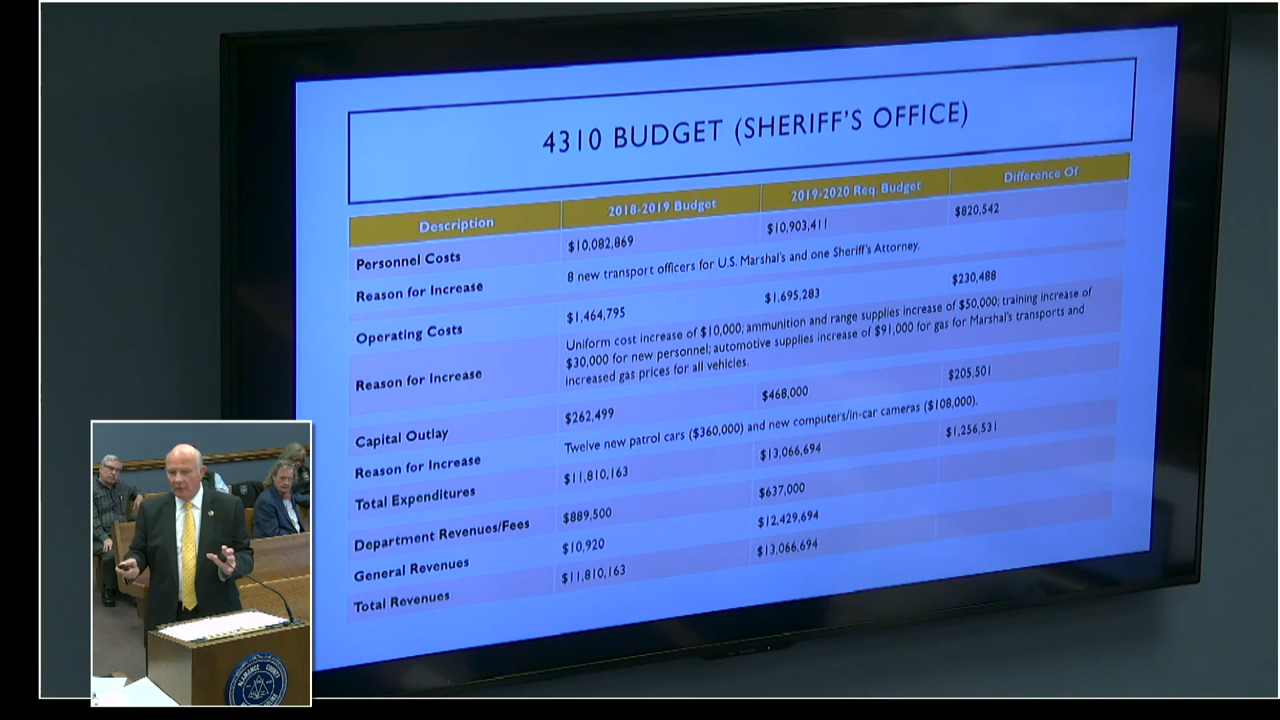 4310 BUDGET (SHERIFF'S OFFICE)
Description 2018-2019 Budget 2019-2020 Req. Budget Difference Of
Personnel Costs $10,082,869 $10,903,411 $820,542
Reason for Increase 8 new transport officers for U.S. Marshal's and one Sheriff's Attorney.
Operating Costs $1,464,795 $1,695,283 $230,488
Reason for Increase Uniform cost increase of $10,000; ammunition and range supplies increase of $50,000; training increase of
$30,000 for new personnel; automotive supplies increase of $91,000 for gas for Marshal's transports and
increased gas prices for all vehicles.
Capital Outlay $262,499 $468,000 $205,501
Reason for Increase Twelve new patrol cars ($360,000) and new computers/in-car cameras ($108,000).
Total Expenditures $11,810,163 $13,066,694 $1,256,531
Department Revenues/Fees $889,500 $637,000
General Revenues $10,920 $12,429,694
Total Revenues $11,810,163 $13,066,694
ALAMANCE COUNTY